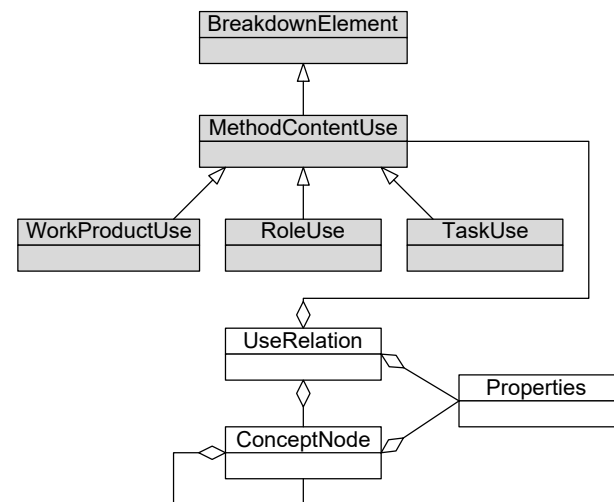 BreakdownElement
MethodContentUse
WorkProductUse
RoleUse
TaskUse
UseRelation
Properties
ConceptNode